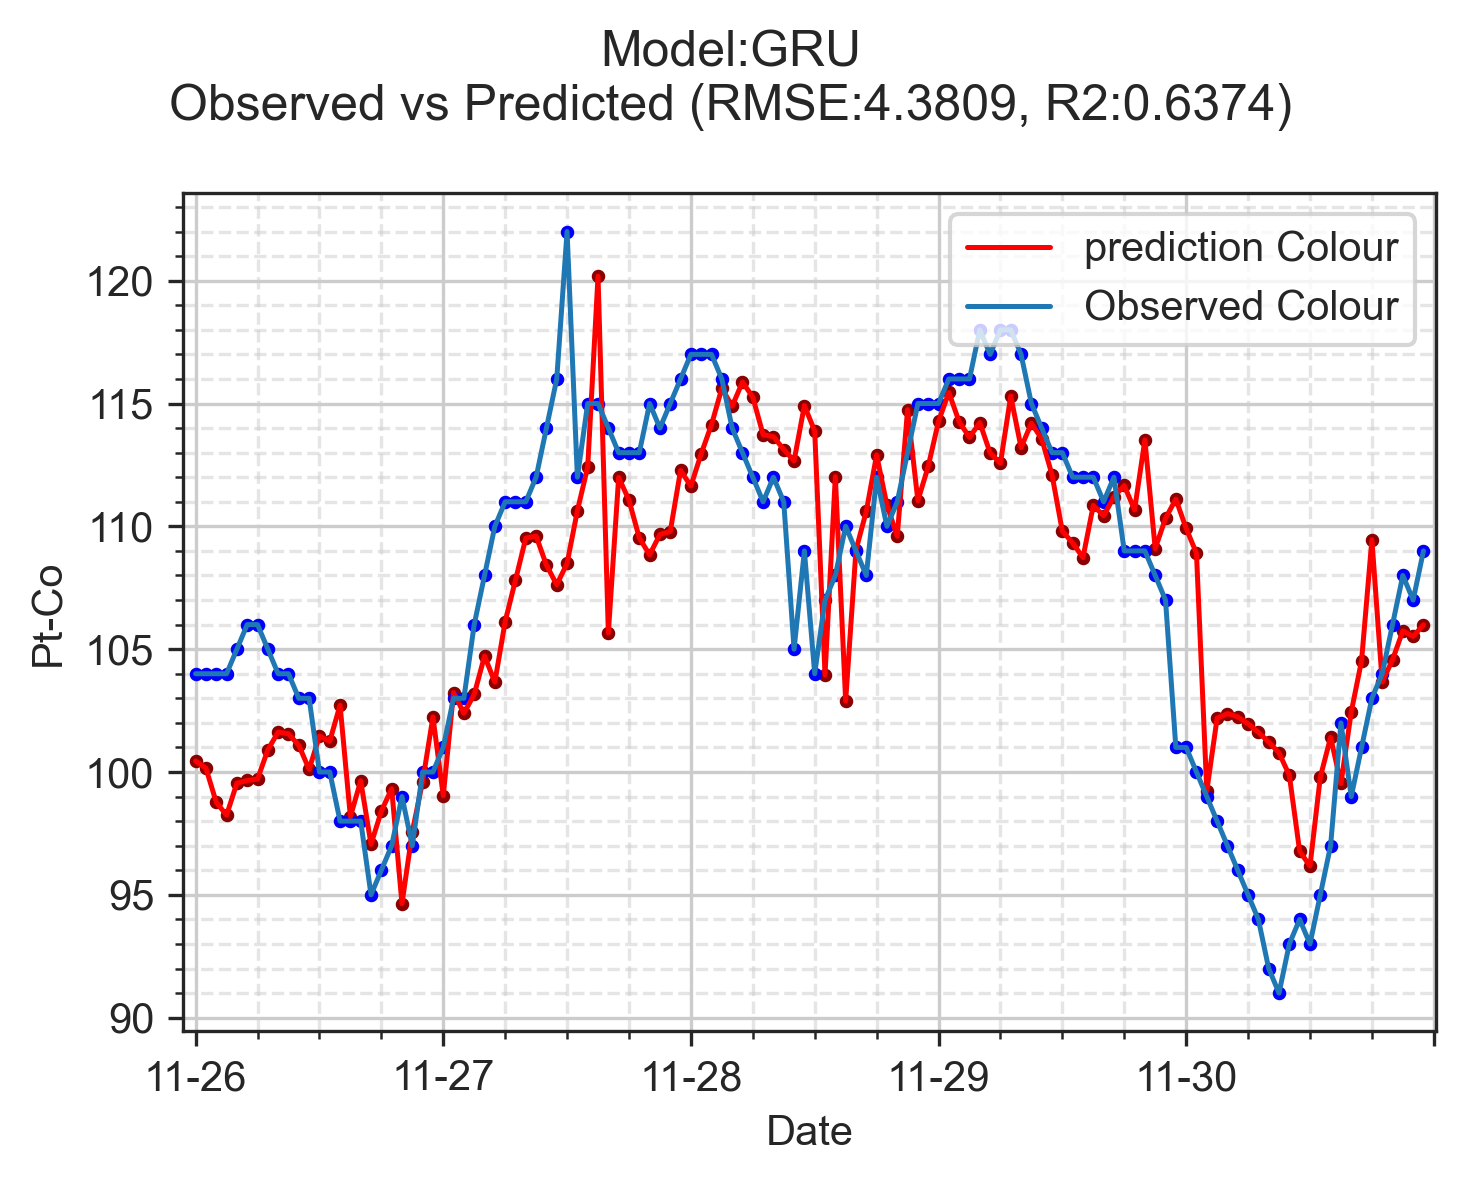 Model:GRU
Observed vs Predicted (RMSE:4.3809, R2:0.6374)
prediction Colour
Observed Colour
120
115
110
105
100
95
90
Pt-Co
11-26 11-27 11-28 11-29 11-30
Date